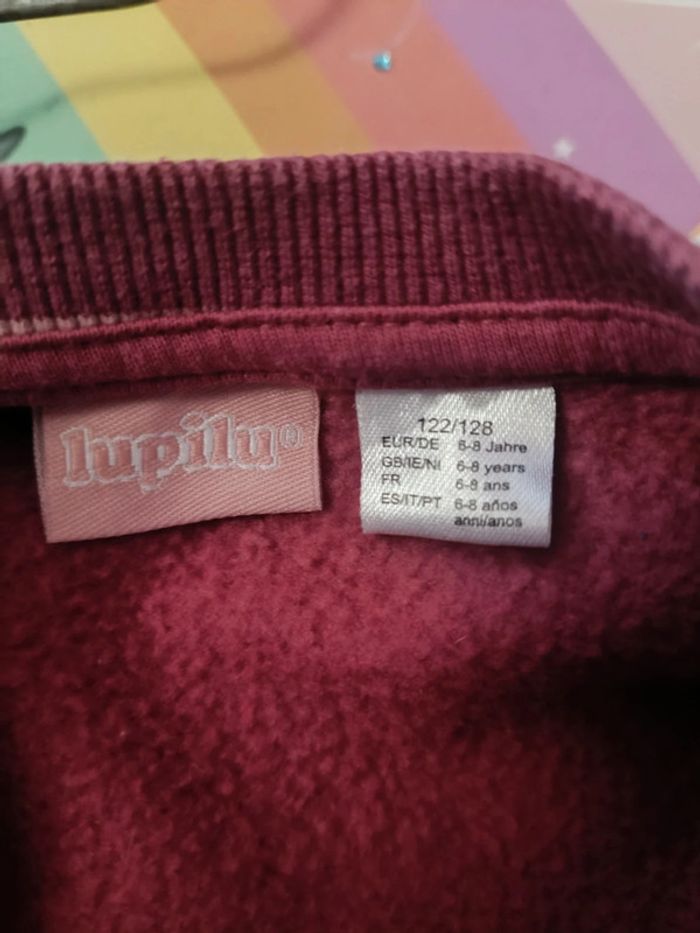 lupilu®
122/128
EUR/DE 6-8 Jahre
GB/IE/NI 6-8 years
FR 6-8 ans
ES/IT/PT 6-8 años
anni/anos